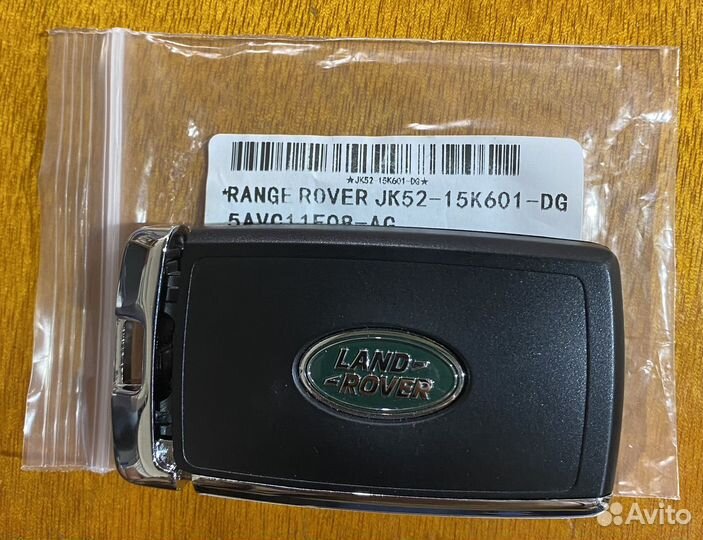 ★JK52-15K601-DG★
*RANGE ROVER JK52-15K601-DG
LAND-
-ROVER
Avito